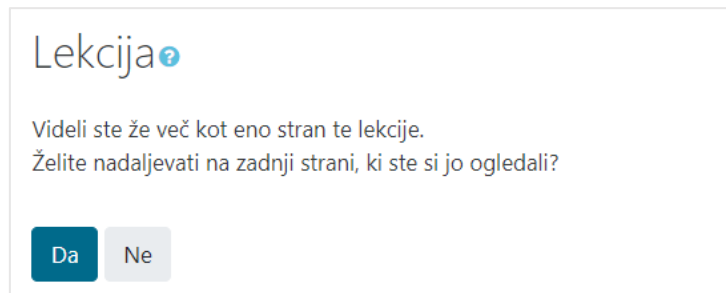 Lekcija
Videli ste že več kot eno stran te lekcije.
Želite nadaljevati na zadnji strani, ki ste si jo ogledali?
Da Ne